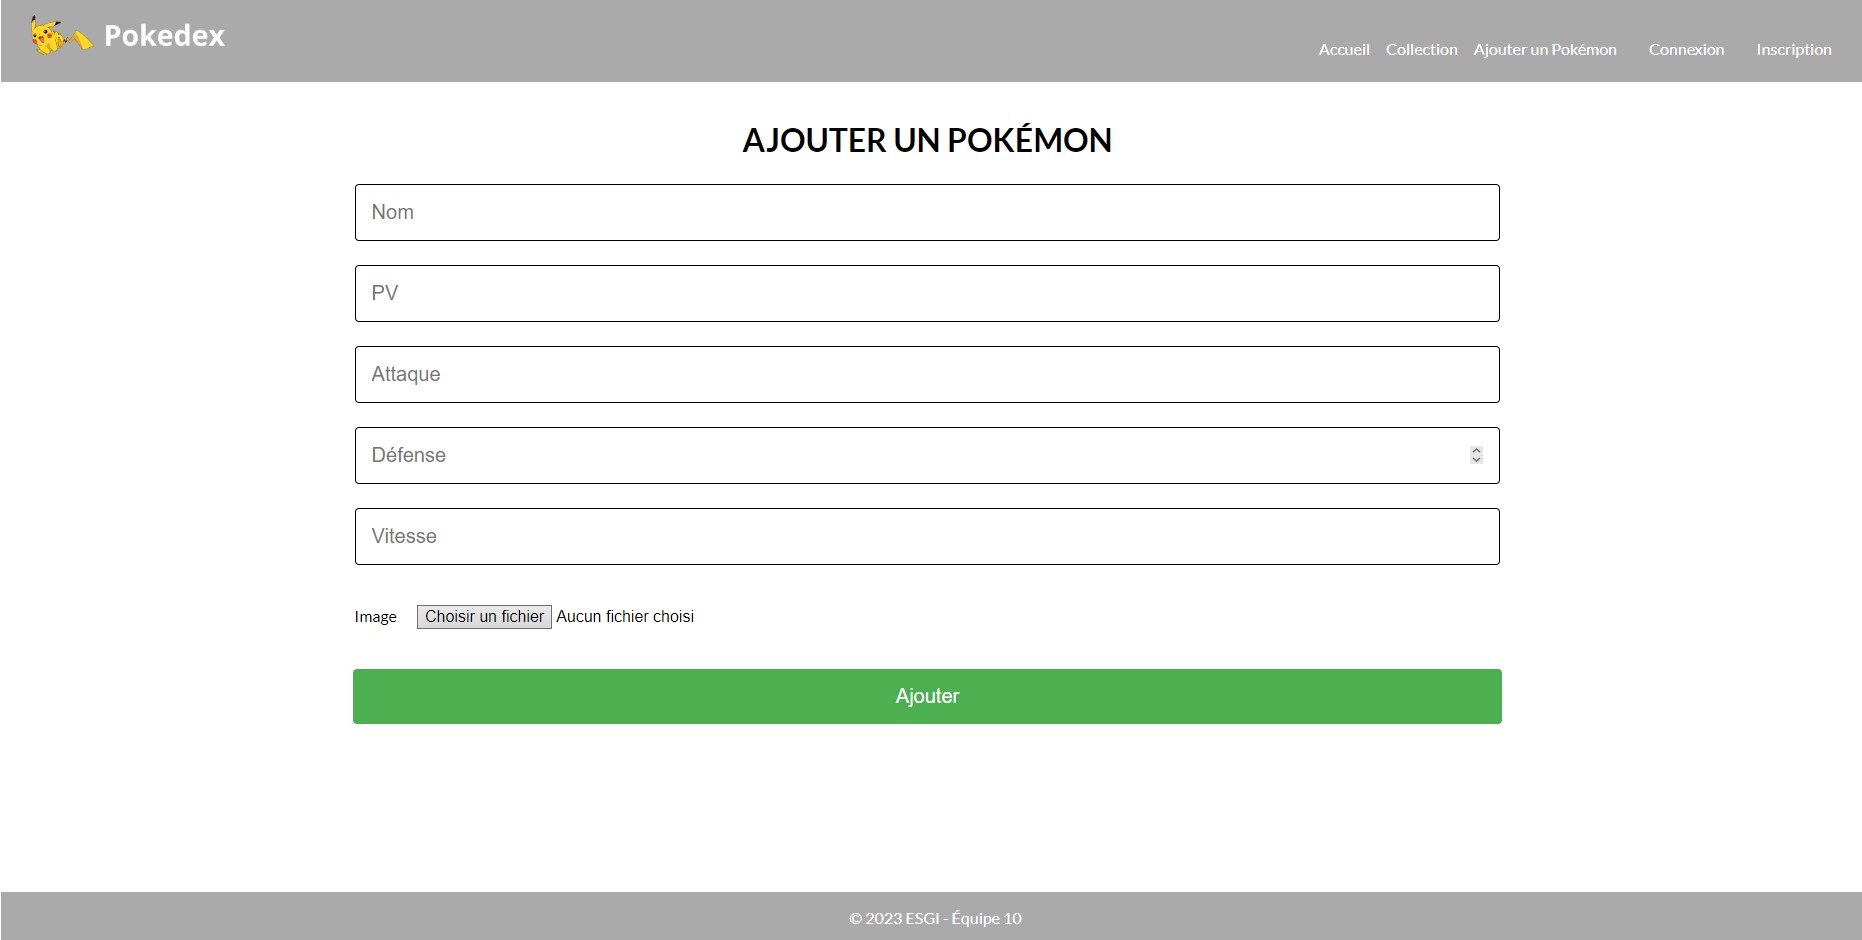 Pokedex
Accueil Collection Ajouter un Pokémon Connexion Inscription
AJOUTER UN POKÉMON
Nom
PV
Attaque
Défense
Vitesse
Image Choisir un fichier Aucun fichier choisi
Ajouter
© 2023 ESGI - Équipe 10